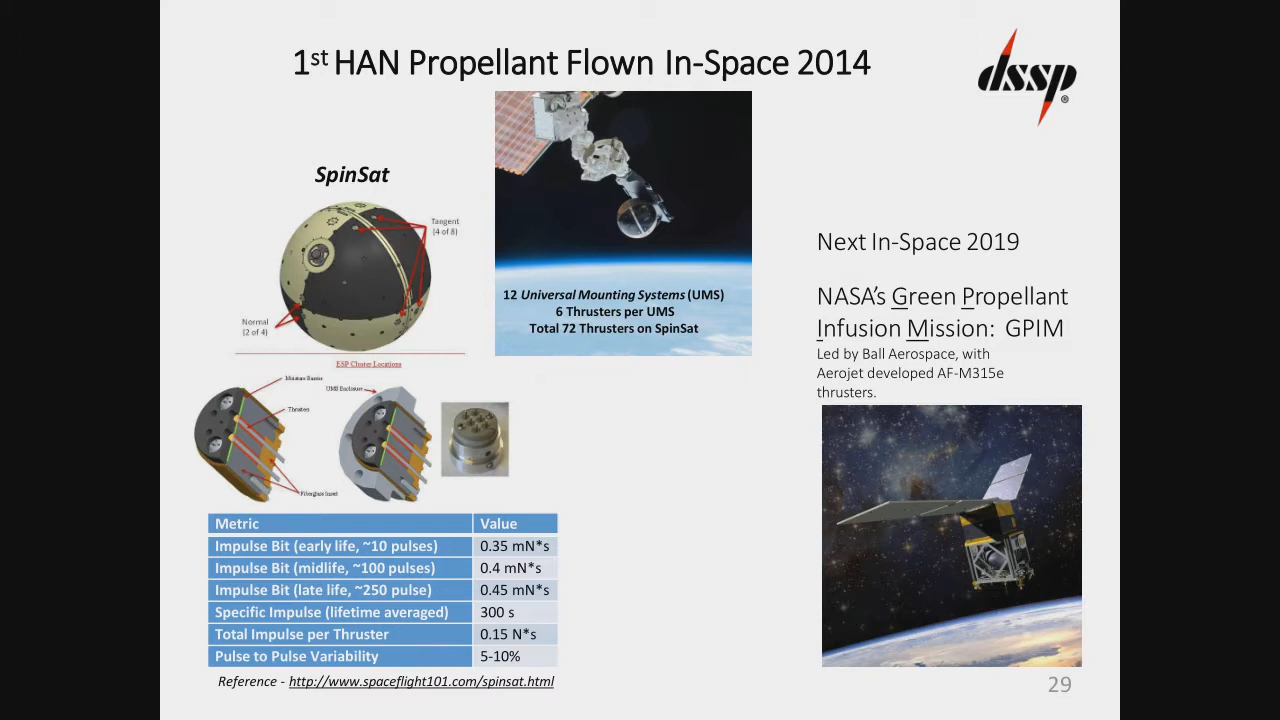 1st HAN Propellant Flown In-Space 2014
dssp
®
SpinSat
Tangent
(4 of 8)
Normal
(2 of 4)
ESP Cluster Locations
12 Universal Mounting Systems (UMS)
6 Thrusters per UMS
Total 72 Thrusters on SpinSat
Next In-Space 2019
NASA's Green Propellant
Infusion Mission: GPIM
Led by Ball Aerospace, with
Aerojet developed AF-M315e
thrusters.
Miniature Barrier
Thrusters
Fiberglass Insert
UMS Enclosure
Metric Value
Impulse Bit (early life, ~10 pulses) 0.35 mN*s
Impulse Bit (midlife, ~100 pulses) 0.4 mN*s
Impulse Bit (late life, ~250 pulse) 0.45 mN*s
Specific Impulse (lifetime averaged) 300 s
Total Impulse per Thruster 0.15 N*s
Pulse to Pulse Variability 5-10%
Reference - http://www.spaceflight101.com/spinsat.html
29